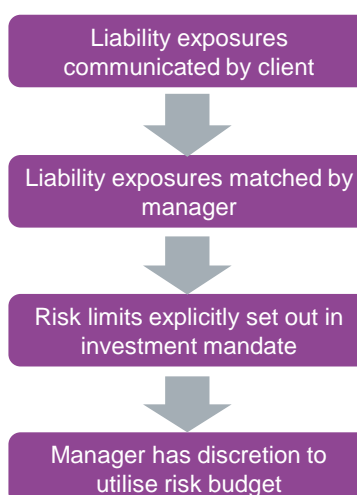 Liability exposures
communicated by client
Liability exposures matched by
manager
Risk limits explicitly set out in
investment mandate
Manager has discretion to
utilise risk budget